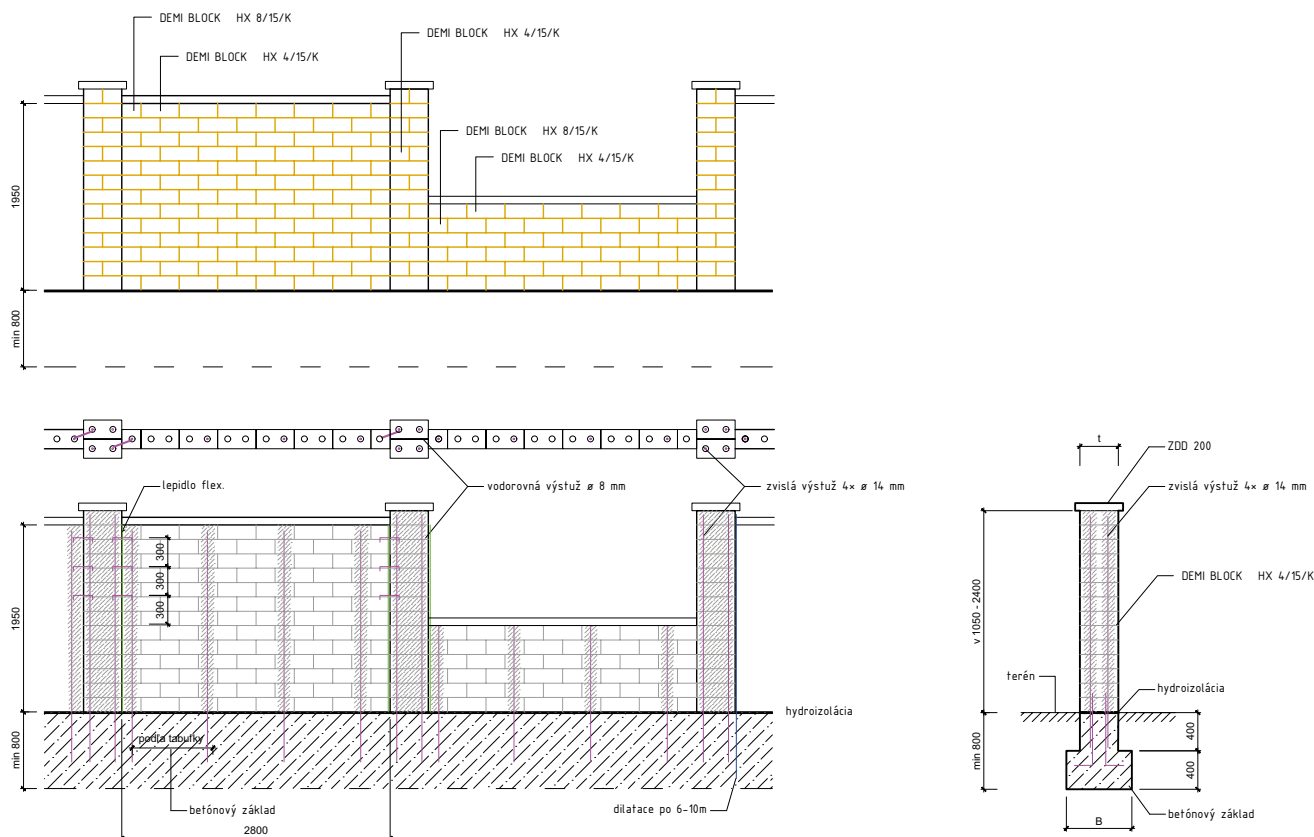 DEMI BLOCK HX 8/15/K
DEMI BLOCK HX 4/15/K
DEMI BLOCK HX 4/15/K
DEMI BLOCK HX 8/15/K
DEMI BLOCK HX 4/15/K
1950
min 800
lepidlo flex.
vodorovná výstuž ø 8 mm
zvislá výstuž 4× ø 14 mm
300
300
300
1950
min 800
hydroizolácia
podľa tabuľky
betónový základ
2800
dilatace po 6-10m
t
ZDD 200
zvislá výstuž 4× ø 14 mm
DEMI BLOCK HX 4/15/K
v 1050 - 2400
terén
hydroizolácia
min 800
400
400
betónový základ
B